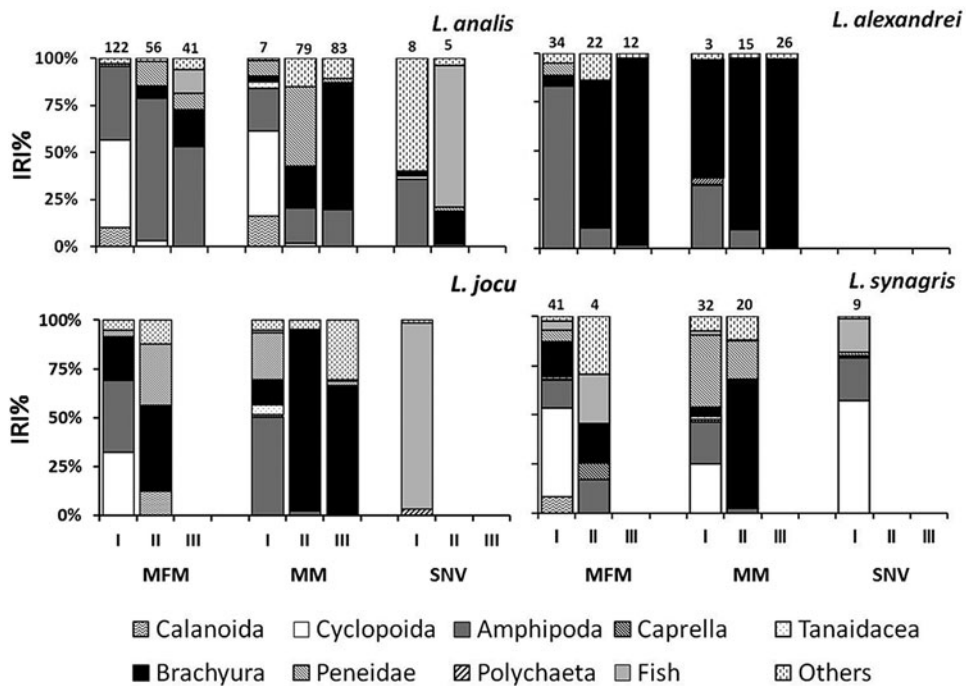 L. analis
L. alexandrei
122 56 41 7 79 83 8 5
34 22 12 3 15 26
IRI%
100%
75%
50%
25%
0%
L. jocu
L. synagris
41 4 32 20 9
IRI%
100%
75%
50%
25%
0%
I II III I II III I II III
I II III I II III I II III
MFM MM SNV
MFM MM SNV
Calanoida Cyclopoida Amphipoda Caprella Tanaidacea
Brachyura Peneidae Polychaeta Fish Others